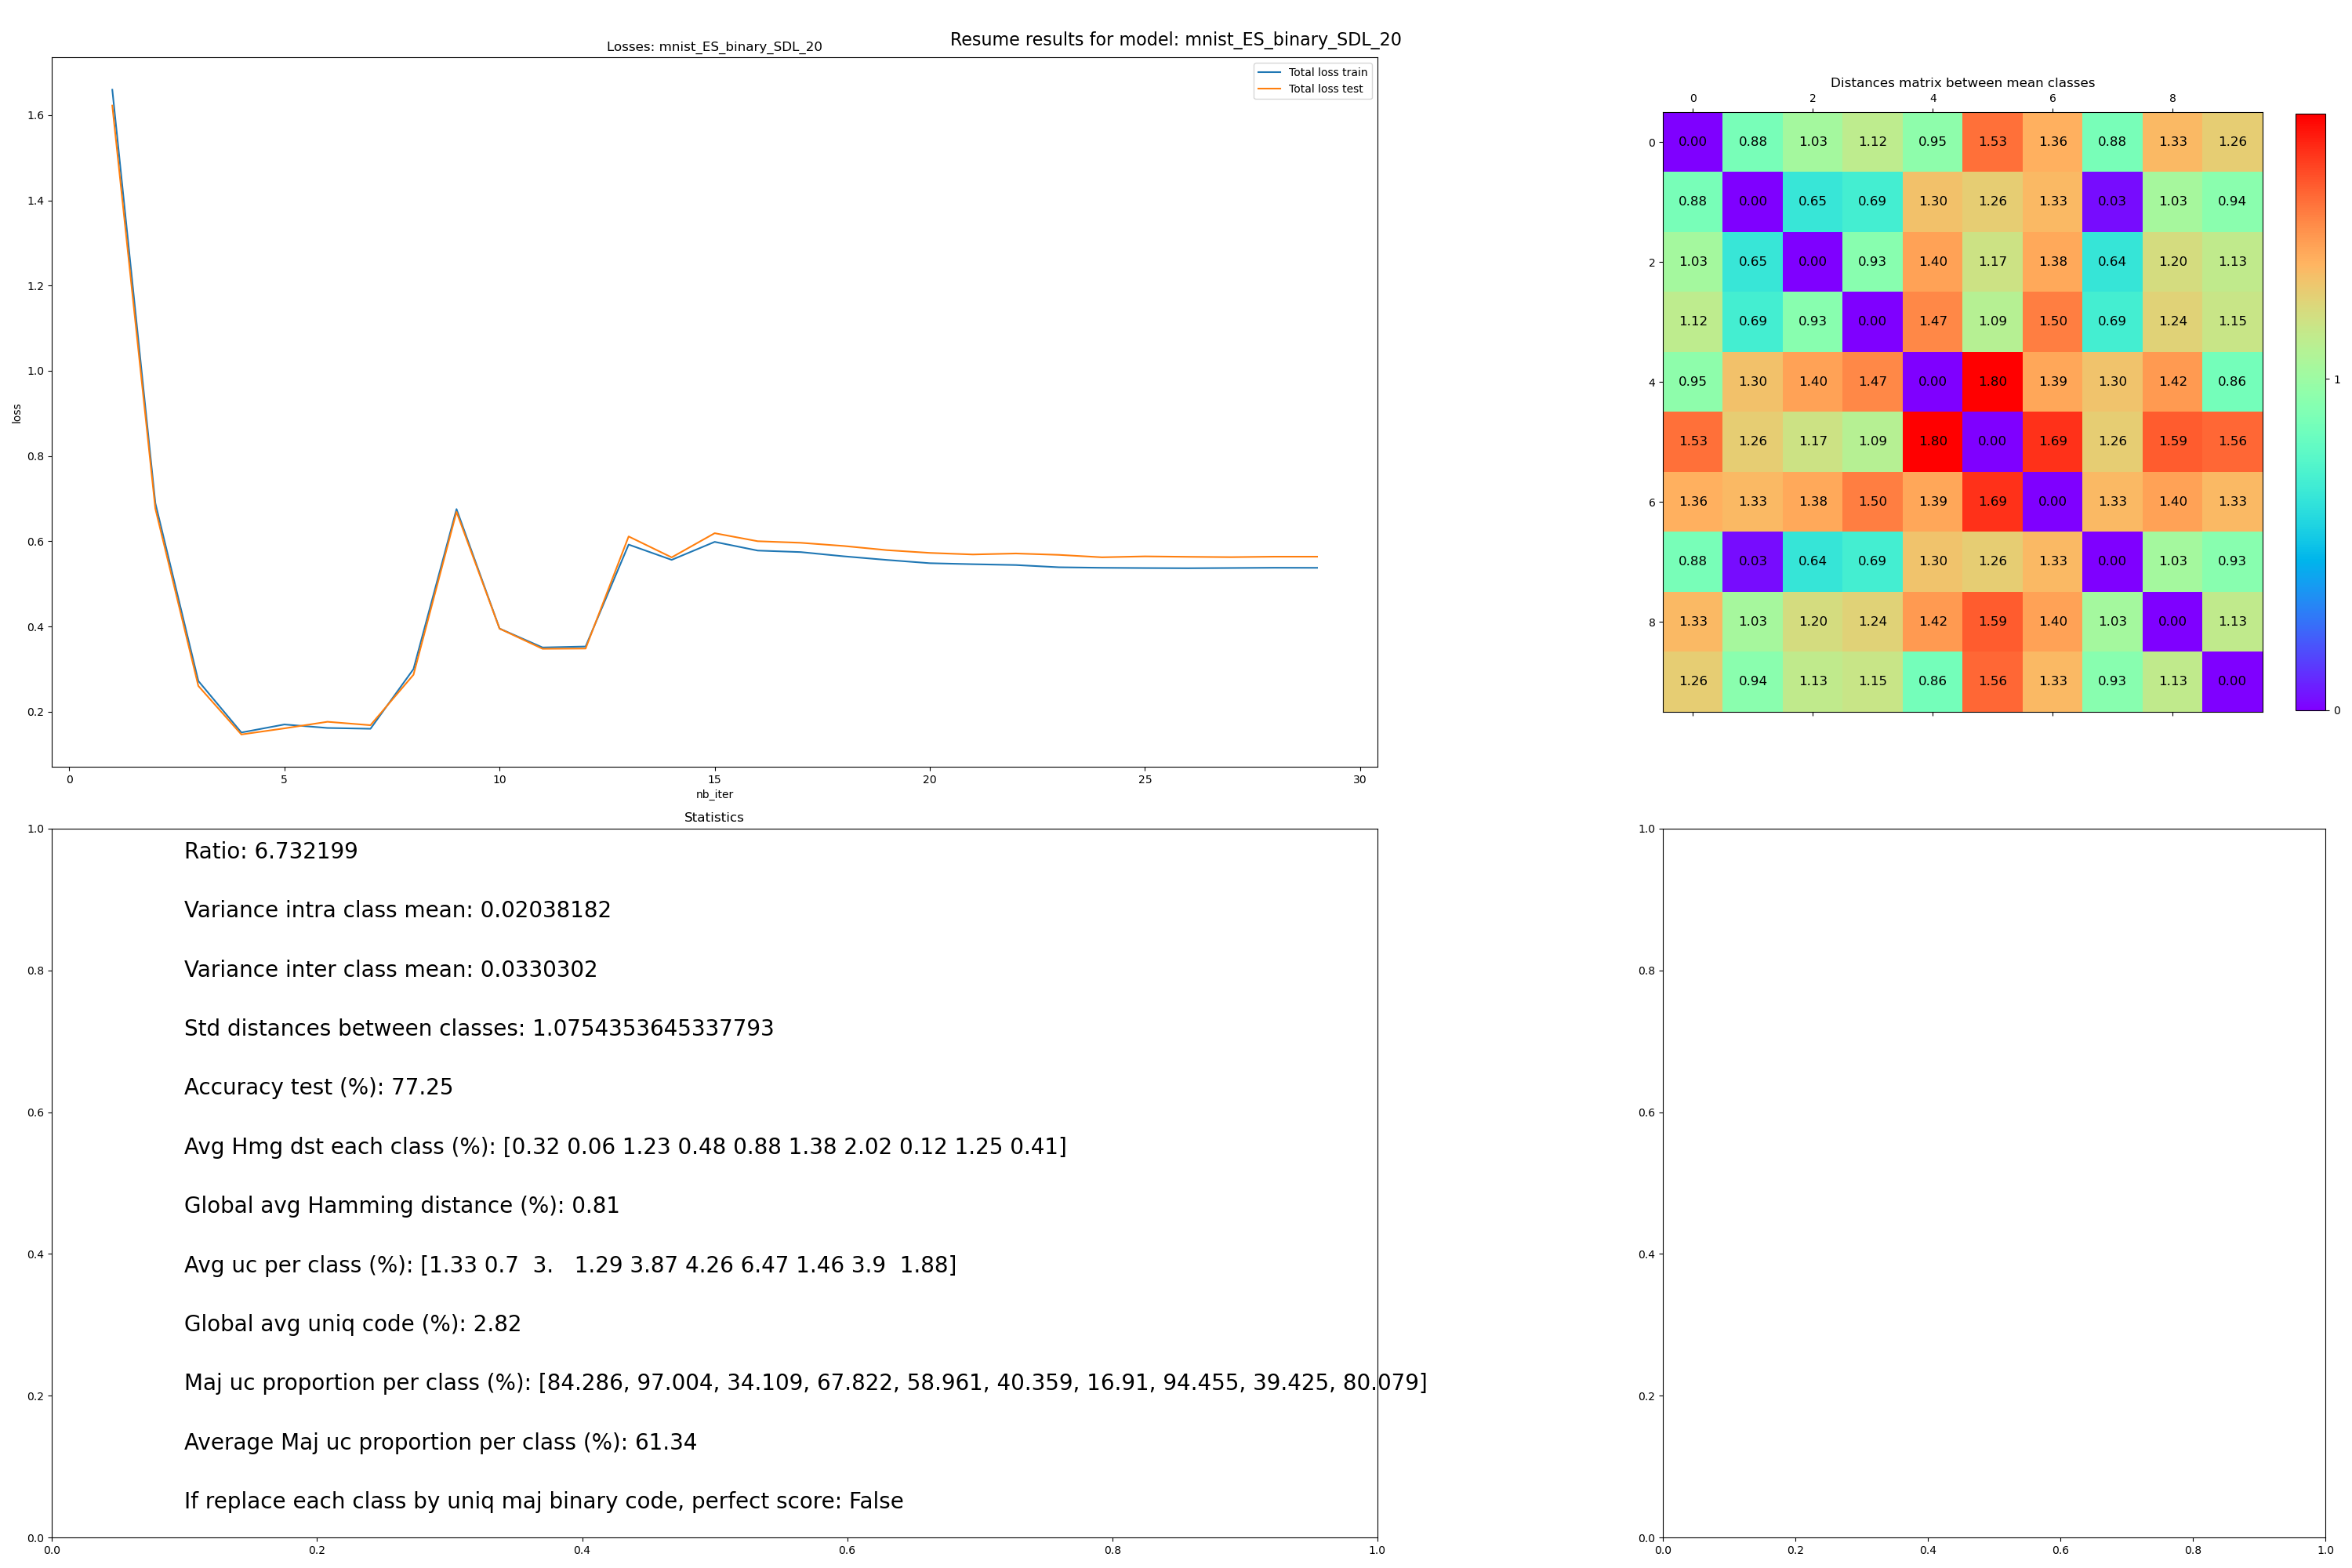 Resume results for model: mnist_ES_binary_SDL_20
Losses: mnist_ES_binary_SDL_20
Total loss train
Total loss test
1.6
1.4
1.2
1.0
0.8
0.6
0.4
0.2
loss
0 5 10 15 20 25 30
nb_iter
Distances matrix between mean classes
0 2 4 6 8
0 0.00 0.88 1.03 1.12 0.95 1.53 1.36 0.88 1.33 1.26
0.88 0.00 0.65 0.69 1.30 1.26 1.33 0.03 1.03 0.94
2 1.03 0.65 0.00 0.93 1.40 1.17 1.38 0.64 1.20 1.13
1.12 0.69 0.93 0.00 1.47 1.09 1.50 0.69 1.24 1.15
4 0.95 1.30 1.40 1.47 0.00 1.80 1.39 1.30 1.42 0.86
1.53 1.26 1.17 1.09 1.80 0.00 1.69 1.26 1.59 1.56
6 1.36 1.33 1.38 1.50 1.39 1.69 0.00 1.33 1.40 1.33
0.88 0.03 0.64 0.69 1.30 1.26 1.33 0.00 1.03 0.93
8 1.33 1.03 1.20 1.24 1.42 1.59 1.40 1.03 0.00 1.13
1.26 0.94 1.13 1.15 0.86 1.56 1.33 0.93 1.13 0.00
1
0
Statistics
Ratio: 6.732199
Variance intra class mean: 0.02038182
Variance inter class mean: 0.0330302
Std distances between classes: 1.0754353645337793
Accuracy test (%): 77.25
Avg Hmg dst each class (%): [0.32 0.06 1.23 0.48 0.88 1.38 2.02 0.12 1.25 0.41]
Global avg Hamming distance (%): 0.81
Avg uc per class (%): [1.33 0.7  3.   1.29 3.87 4.26 6.47 1.46 3.9  1.88]
Global avg uniq code (%): 2.82
Maj uc proportion per class (%): [84.286, 97.004, 34.109, 67.822, 58.961, 40.359, 16.91, 94.455, 39.425, 80.079]
Average Maj uc proportion per class (%): 61.34
If replace each class by uniq maj binary code, perfect score: False
1.0
0.8
0.6
0.4
0.2
0.0
0.0 0.2 0.4 0.6 0.8 1.0
1.0
0.8
0.6
0.4
0.2
0.0
0.0 0.2 0.4 0.6 0.8 1.0